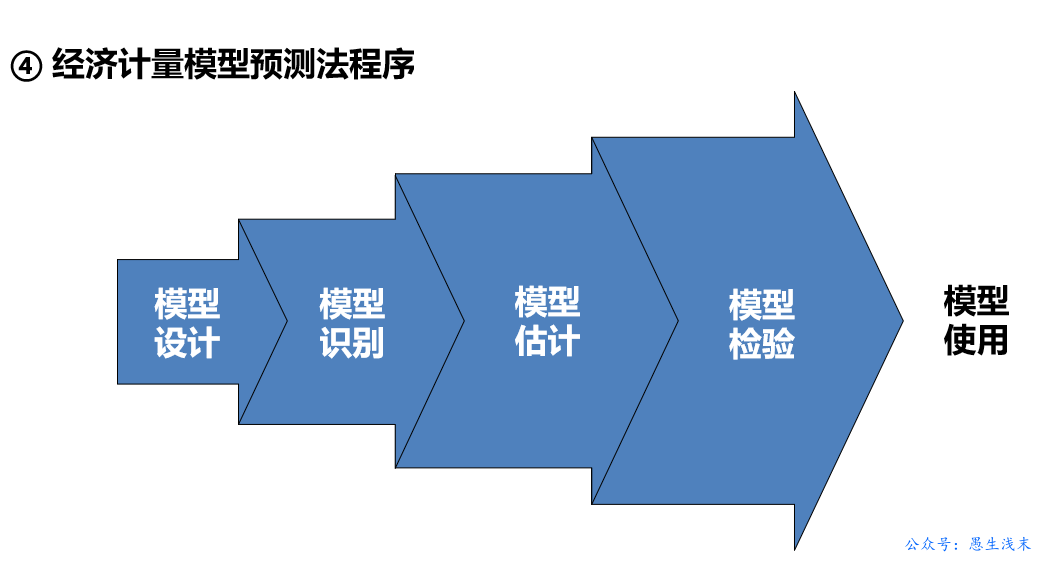 ④ 经济计量模型预测法程序
模型
设计
模型
识别
模型
估计
模型
检验
模型
使用
公众号：愚生浅末